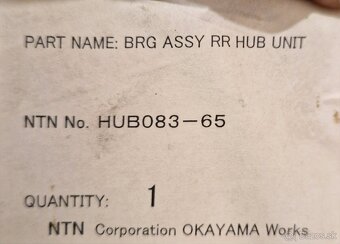 PART NAME: BRG ASSY RR HUB UNIT
NTN No. HUB083-65
QUANTITY: 1
NTN Corporation OKAYAMA Works